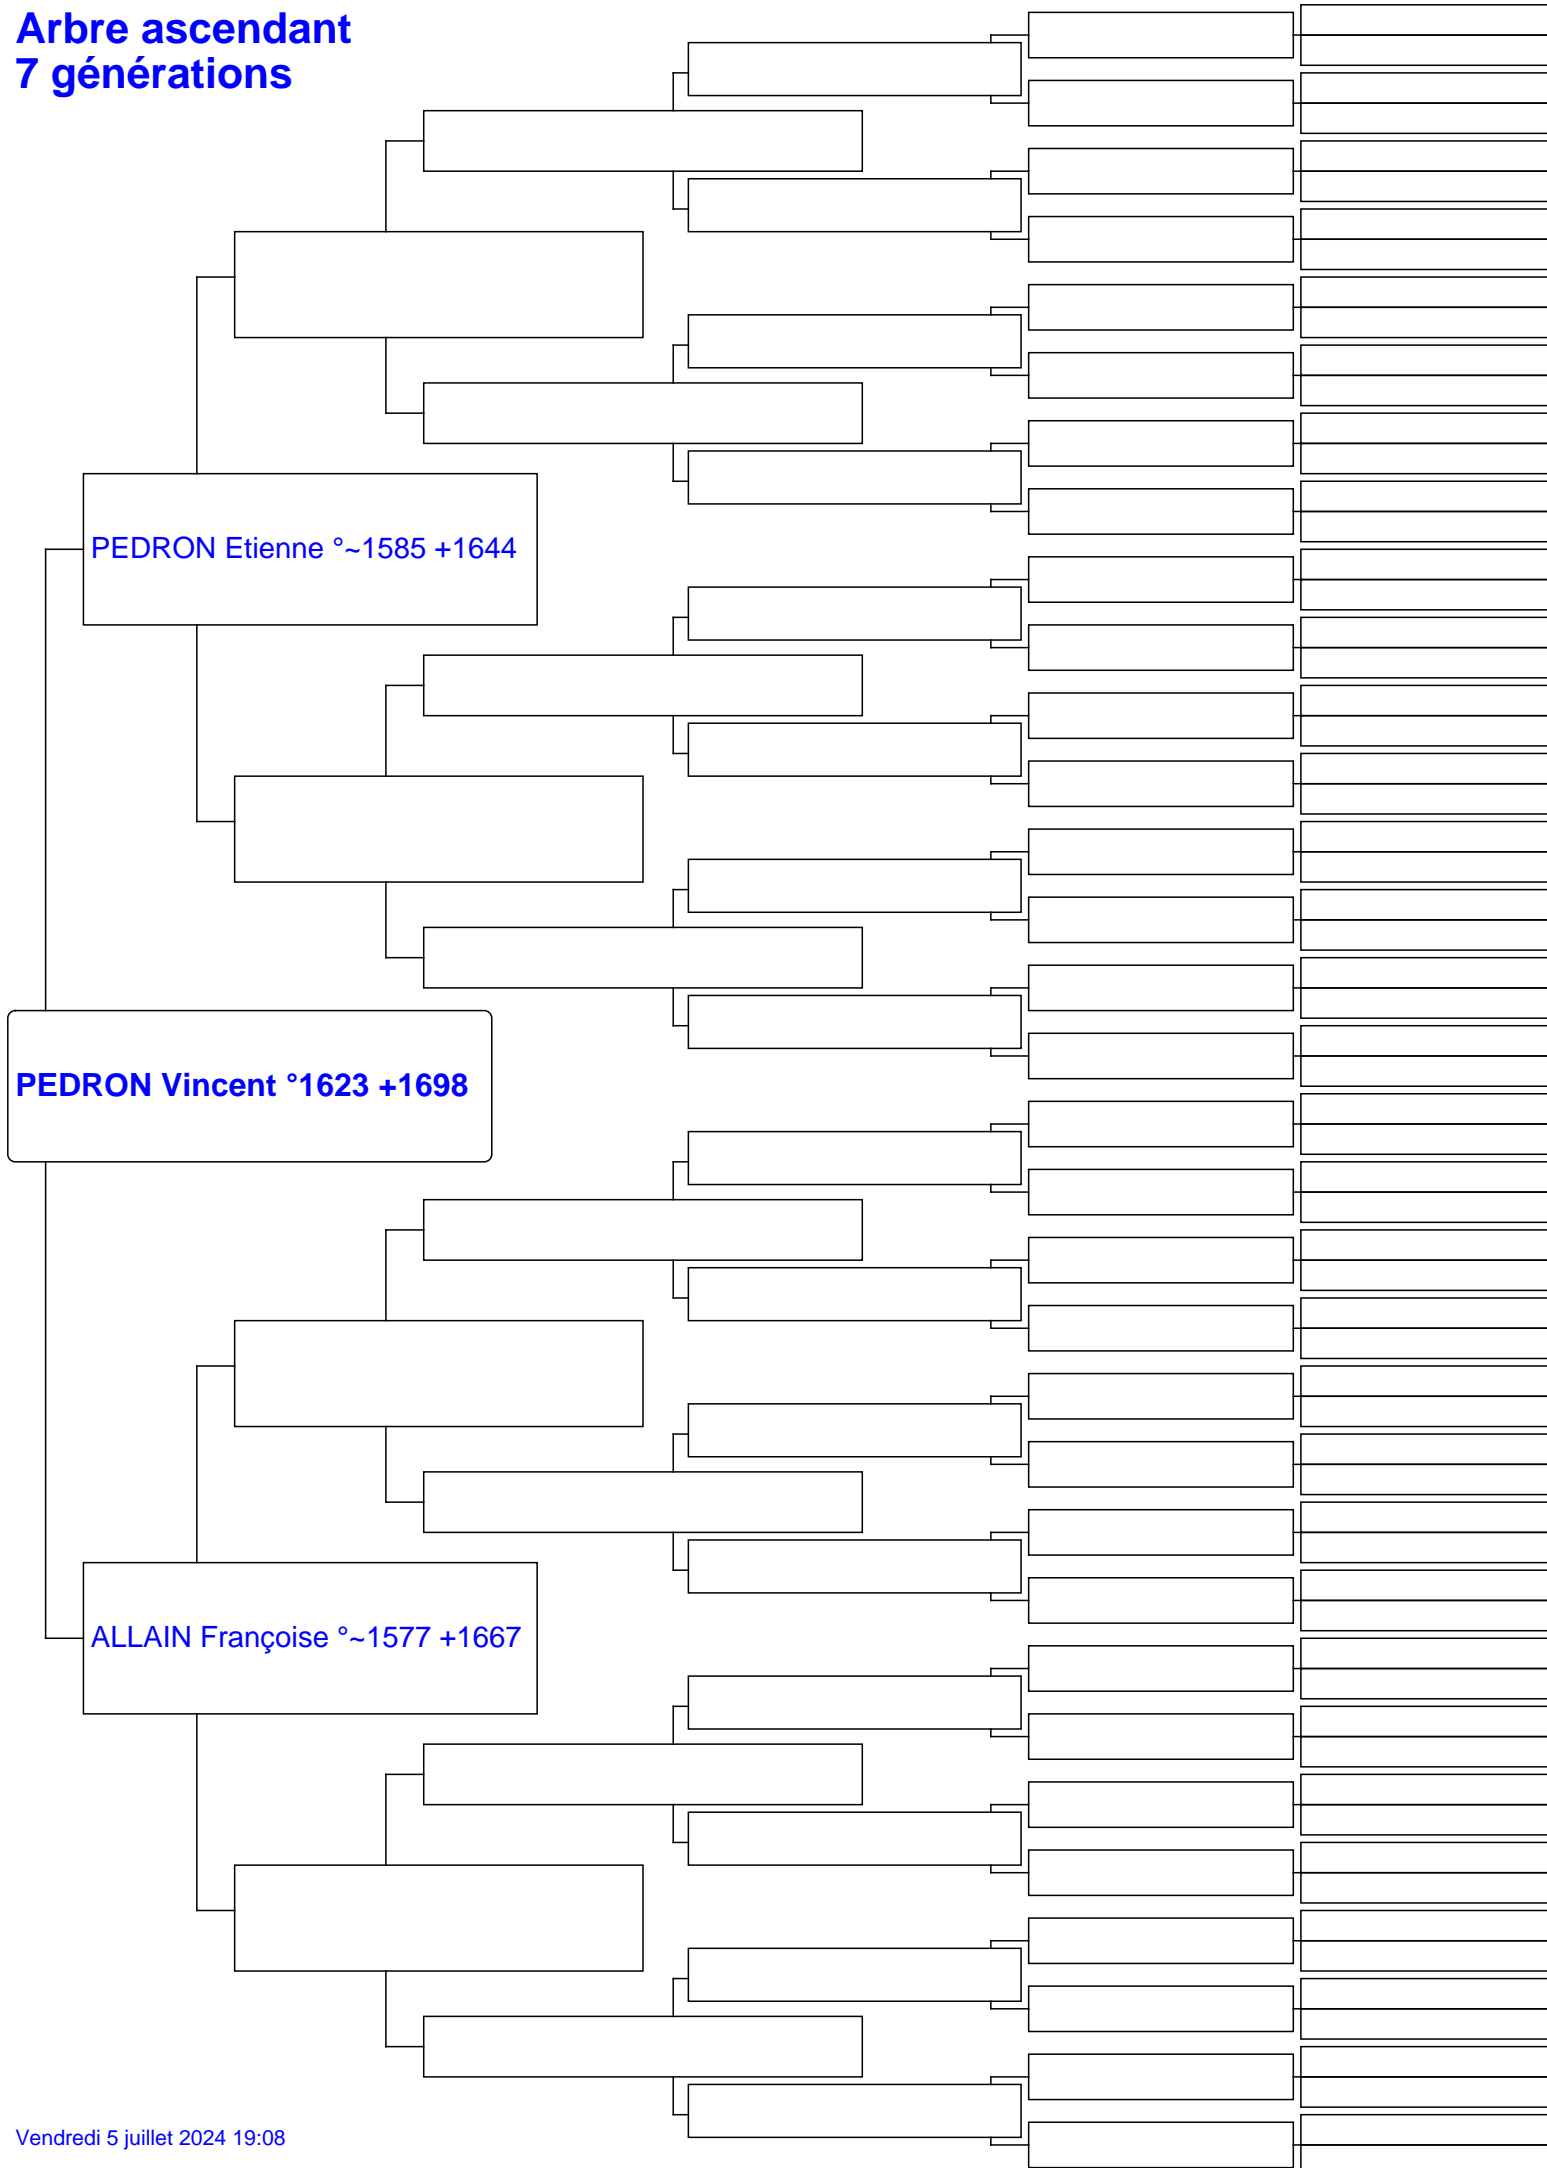 Arbre ascendant
7 générations
PEDRON Etienne °~1585 +1644
PEDRON Vincent °1623 +1698
ALLAIN Françoise °~1577 +1667
Vendredi 5 juillet 2024 19:08